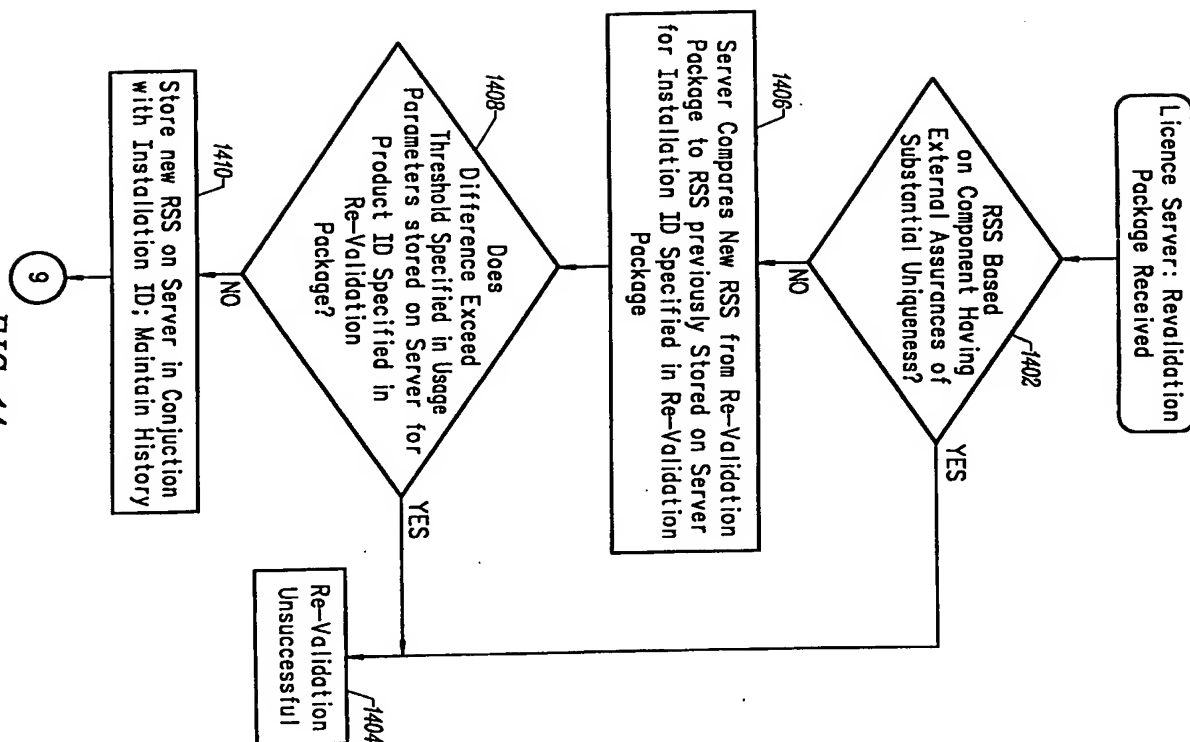 Licence Server: Revalidation
Package Received
RSS Based
on Component Having
External Assurances of
Substantial Uniqueness?
1402
YES
NO
1406
Server Compares New RSS from Re-Validation
Package to RSS previously Stored on Server
for Installation ID Specified in Re-Validation
Package
1408
Does
Difference Exceed
Threshold Specified in Usage
Parameters stored on Server for
Product ID Specified in
Re-Validation
Package?
YES
NO
1404
Re-Validation
Unsuccessful
1410
Store new RSS on Server in Conjuction
with Installation ID; Maintain History
9